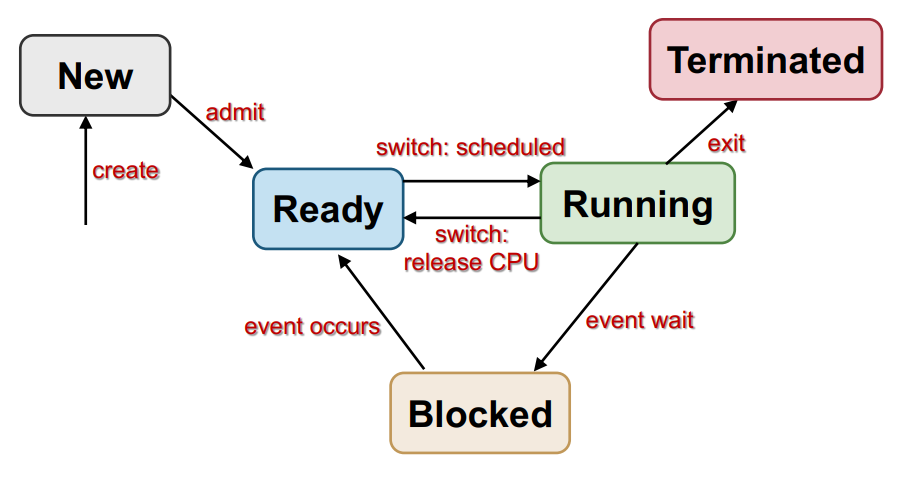 New
Terminated
admit
create
switch: scheduled
exit
Ready
Running
switch:
release CPU
event occurs
event wait
Blocked